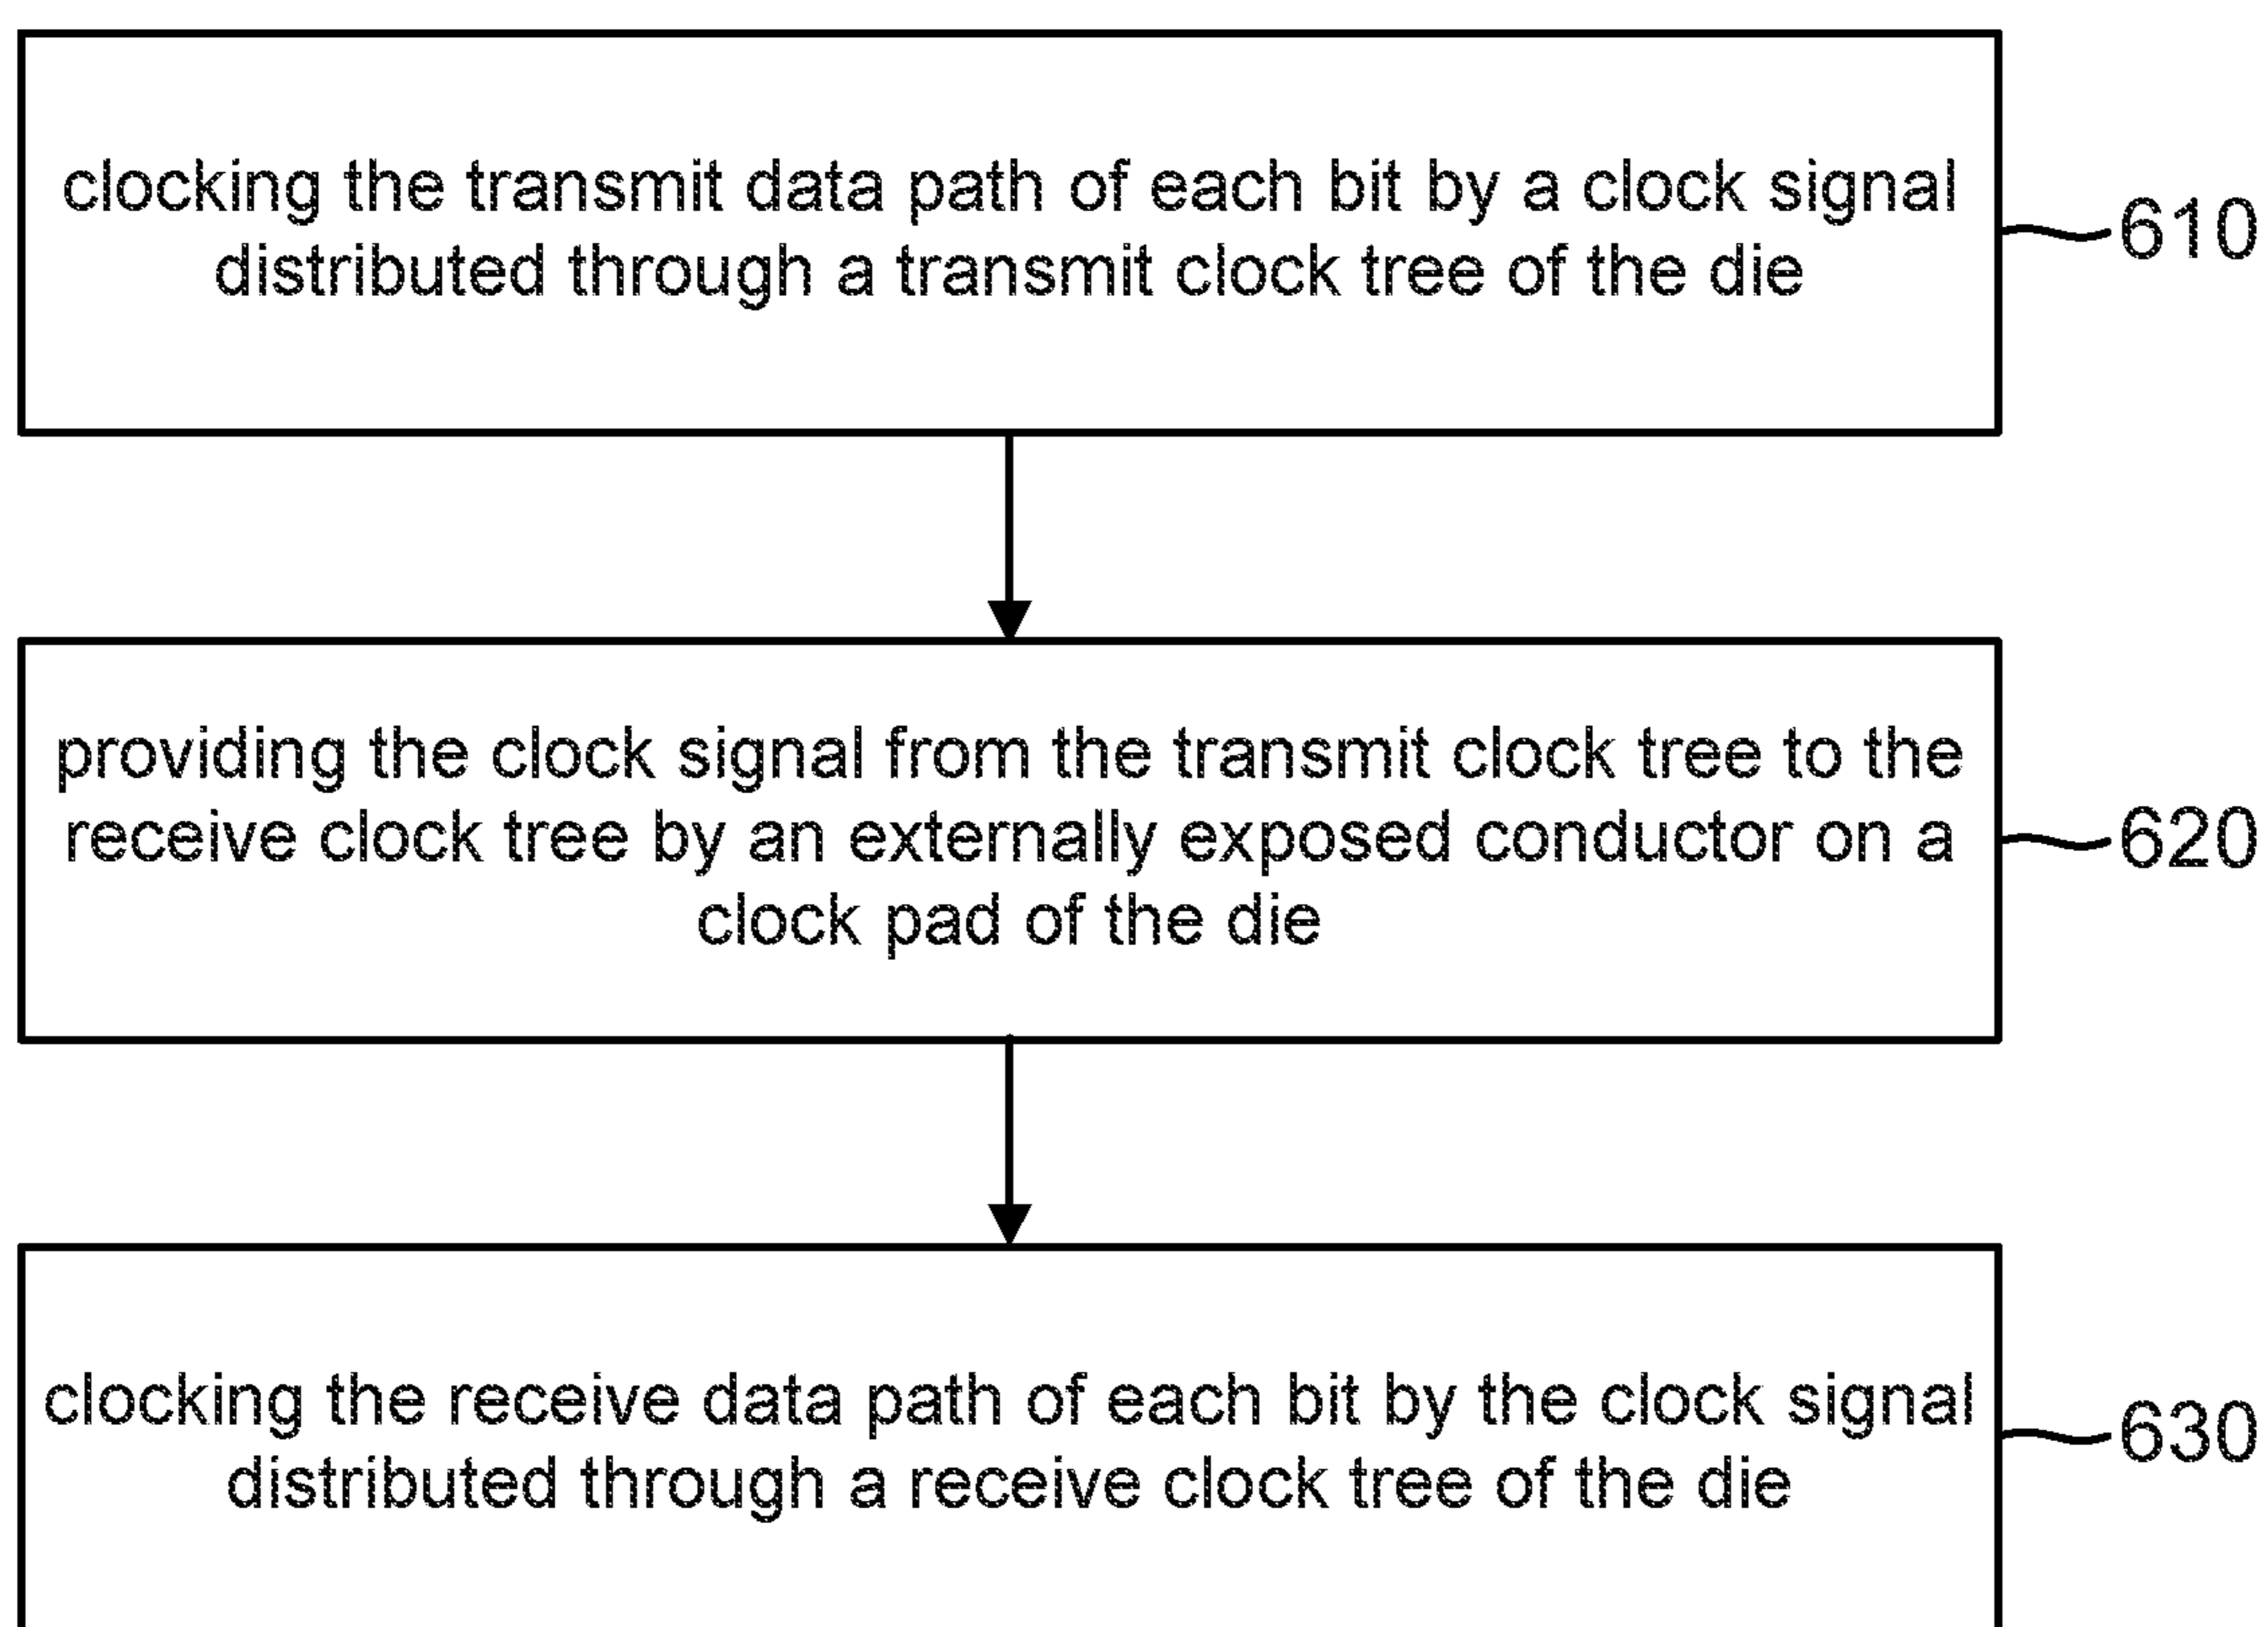 clocking the transmit data path of each bit by a clock signal
distributed through a transmit clock tree of the die
610
providing the clock signal from the transmit clock tree to the
receive clock tree by an externally exposed conductor on a
clock pad of the die
620
clocking the receive data path of each bit by the clock signal
distributed through a receive clock tree of the die
630